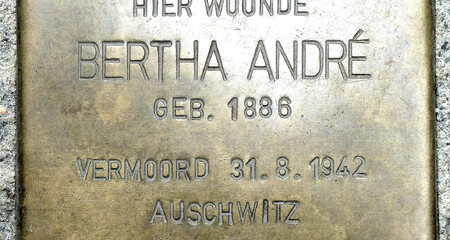 HIER WOONDE
BERTHA ANDRÉ
GEB. 1886
VERMOORD 31.8.1942
AUSCHWITZ